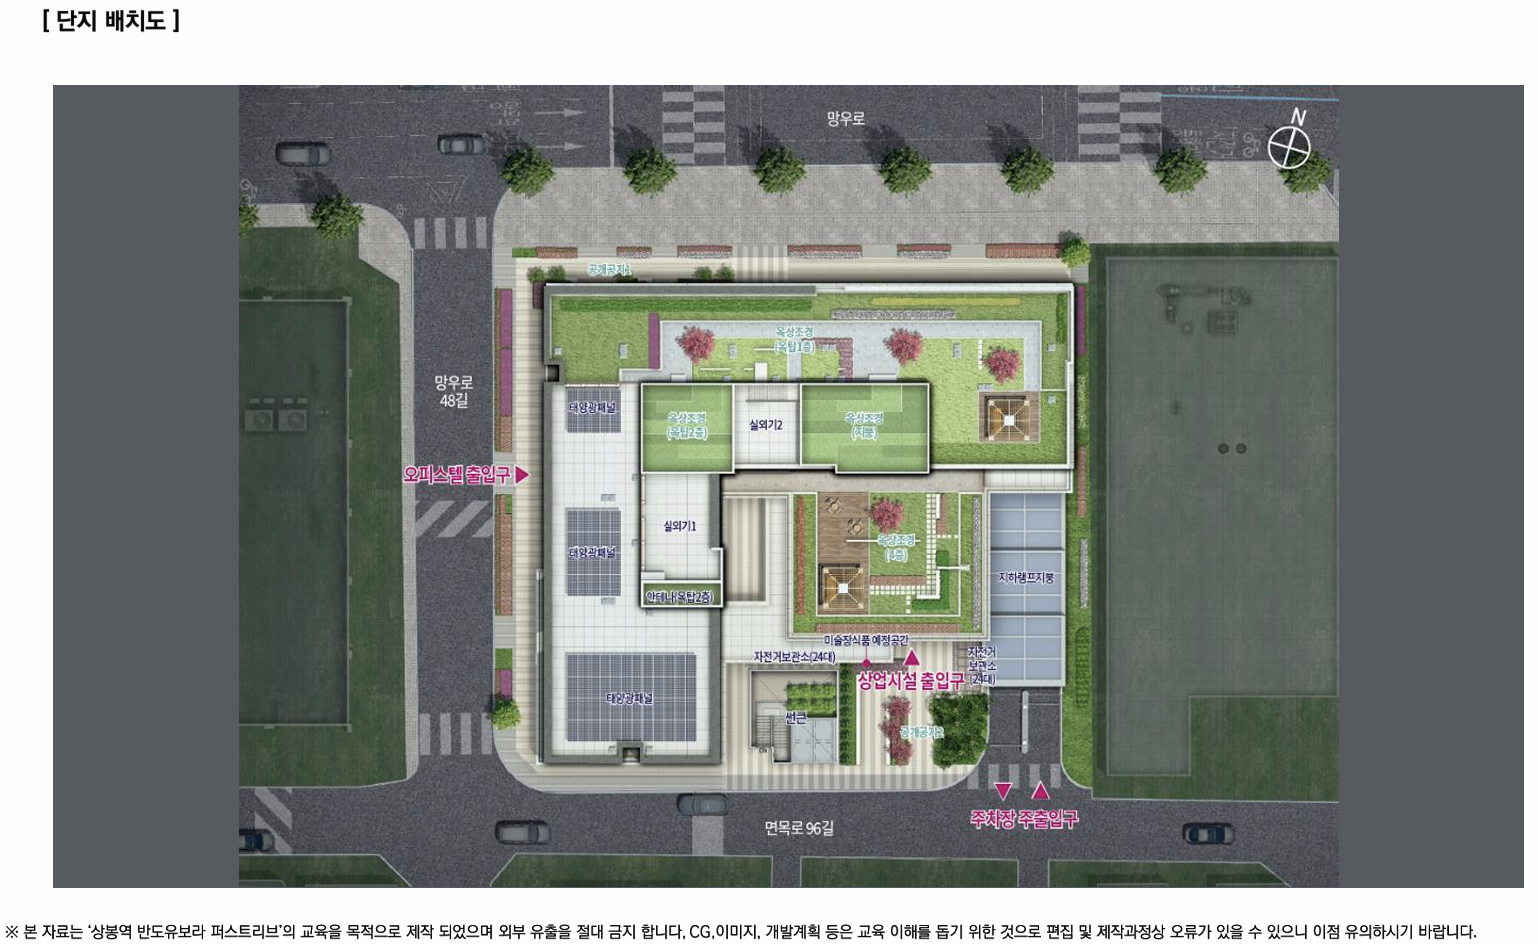 [ 단지 배치도 ]
망우로
N
공개공지1
옥상조경
(옥탑1층)
망우로
48길
태양광패널
옥상조경
(옥탑2층)
실외기2
옥상조경
(지붕)
오피스텔 출입구
실외기1
옥상조경
(4층)
태양광패널
지하램프지붕
안테나(옥탑2층)
미술장식품 예정공간
자전거보관소(24대)
자전거
보관소
(24대)
상업시설 출입구
태양광패널
썬큰
공개공지2
주차장 주출입구
면목로 96길
※ 본 자료는 ‘상봉역 반도유보라 퍼스트리브’의 교육을 목적으로 제작 되었으며 외부 유출을 절대 금지 합니다, CG,이미지, 개발계획 등은 교육 이해를 돕기 위한 것으로 편집 및 제작과정상 오류가 있을 수 있으니 이점 유의하시기 바랍니다.